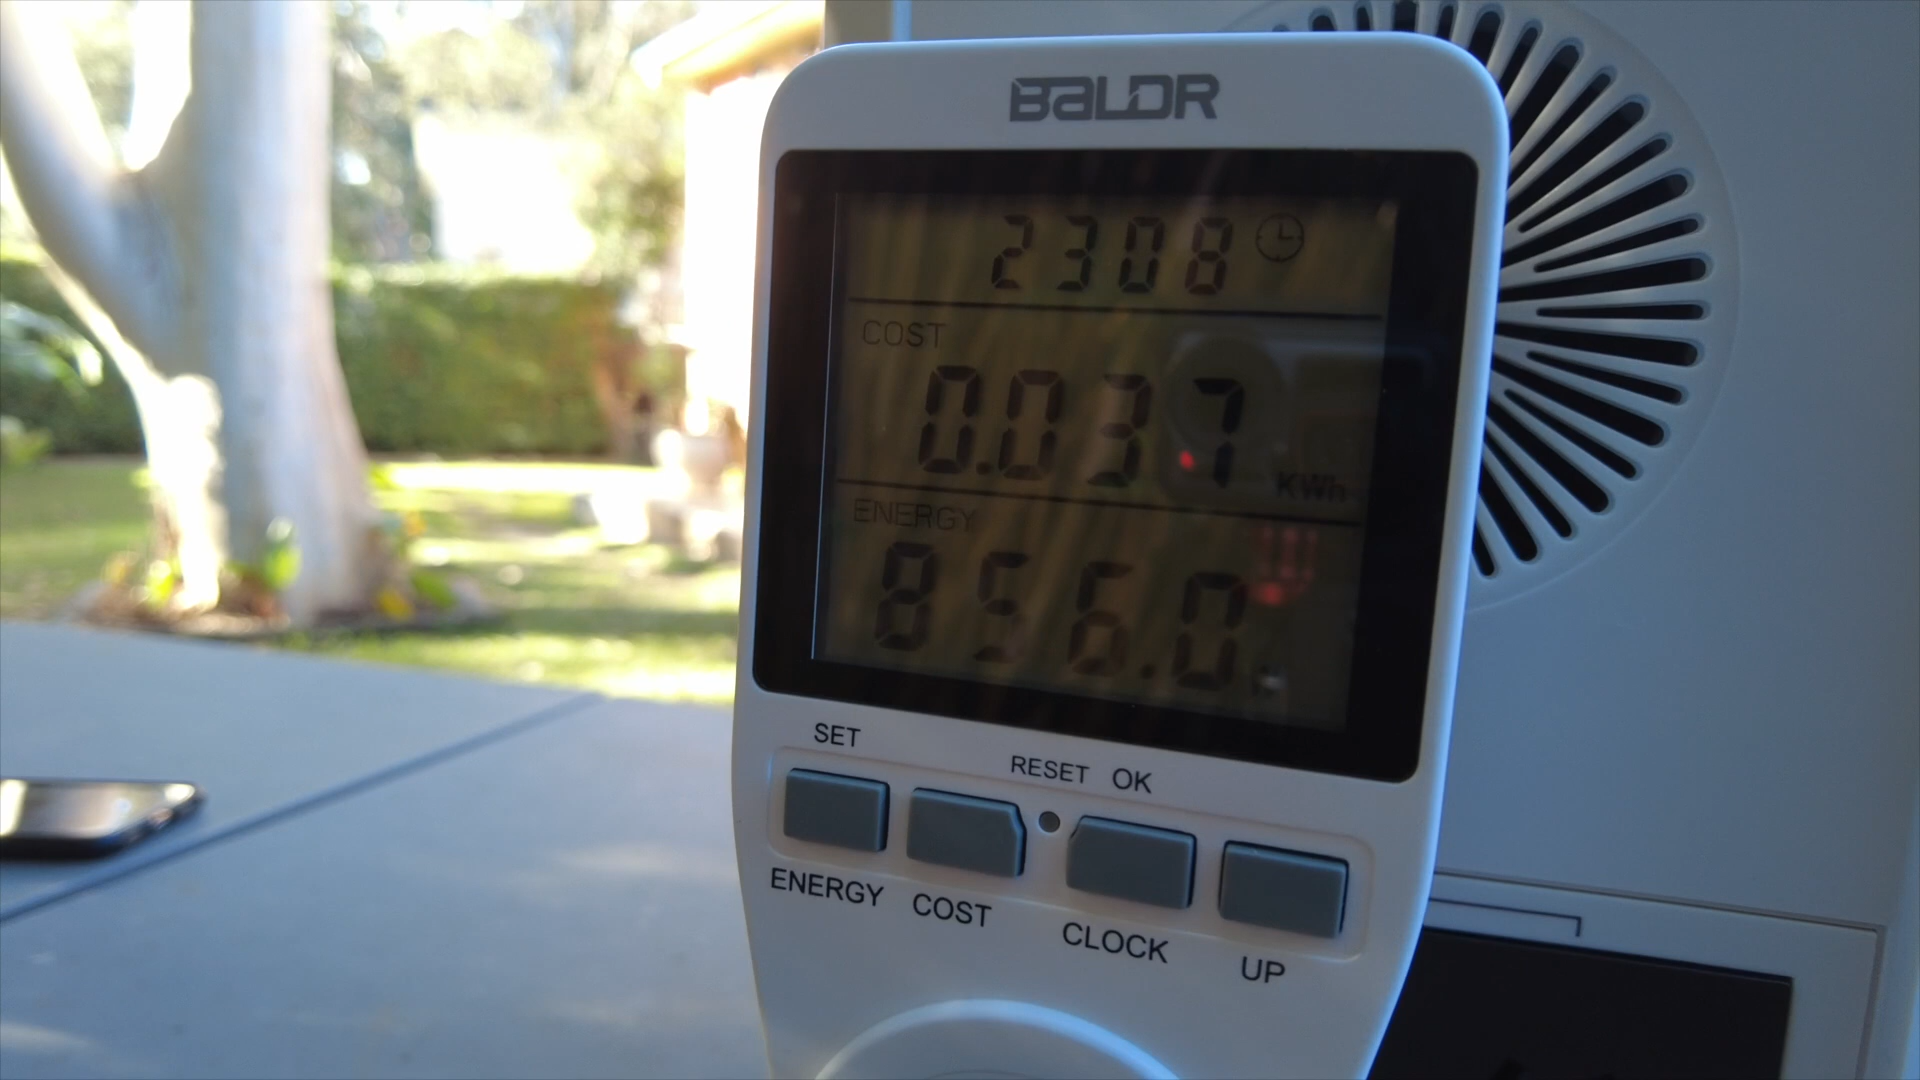 BALDR
2308
COST
0.037
KWh
ENERGY
856.0
SET
RESET OK
ENERGY
COST
CLOCK
UP